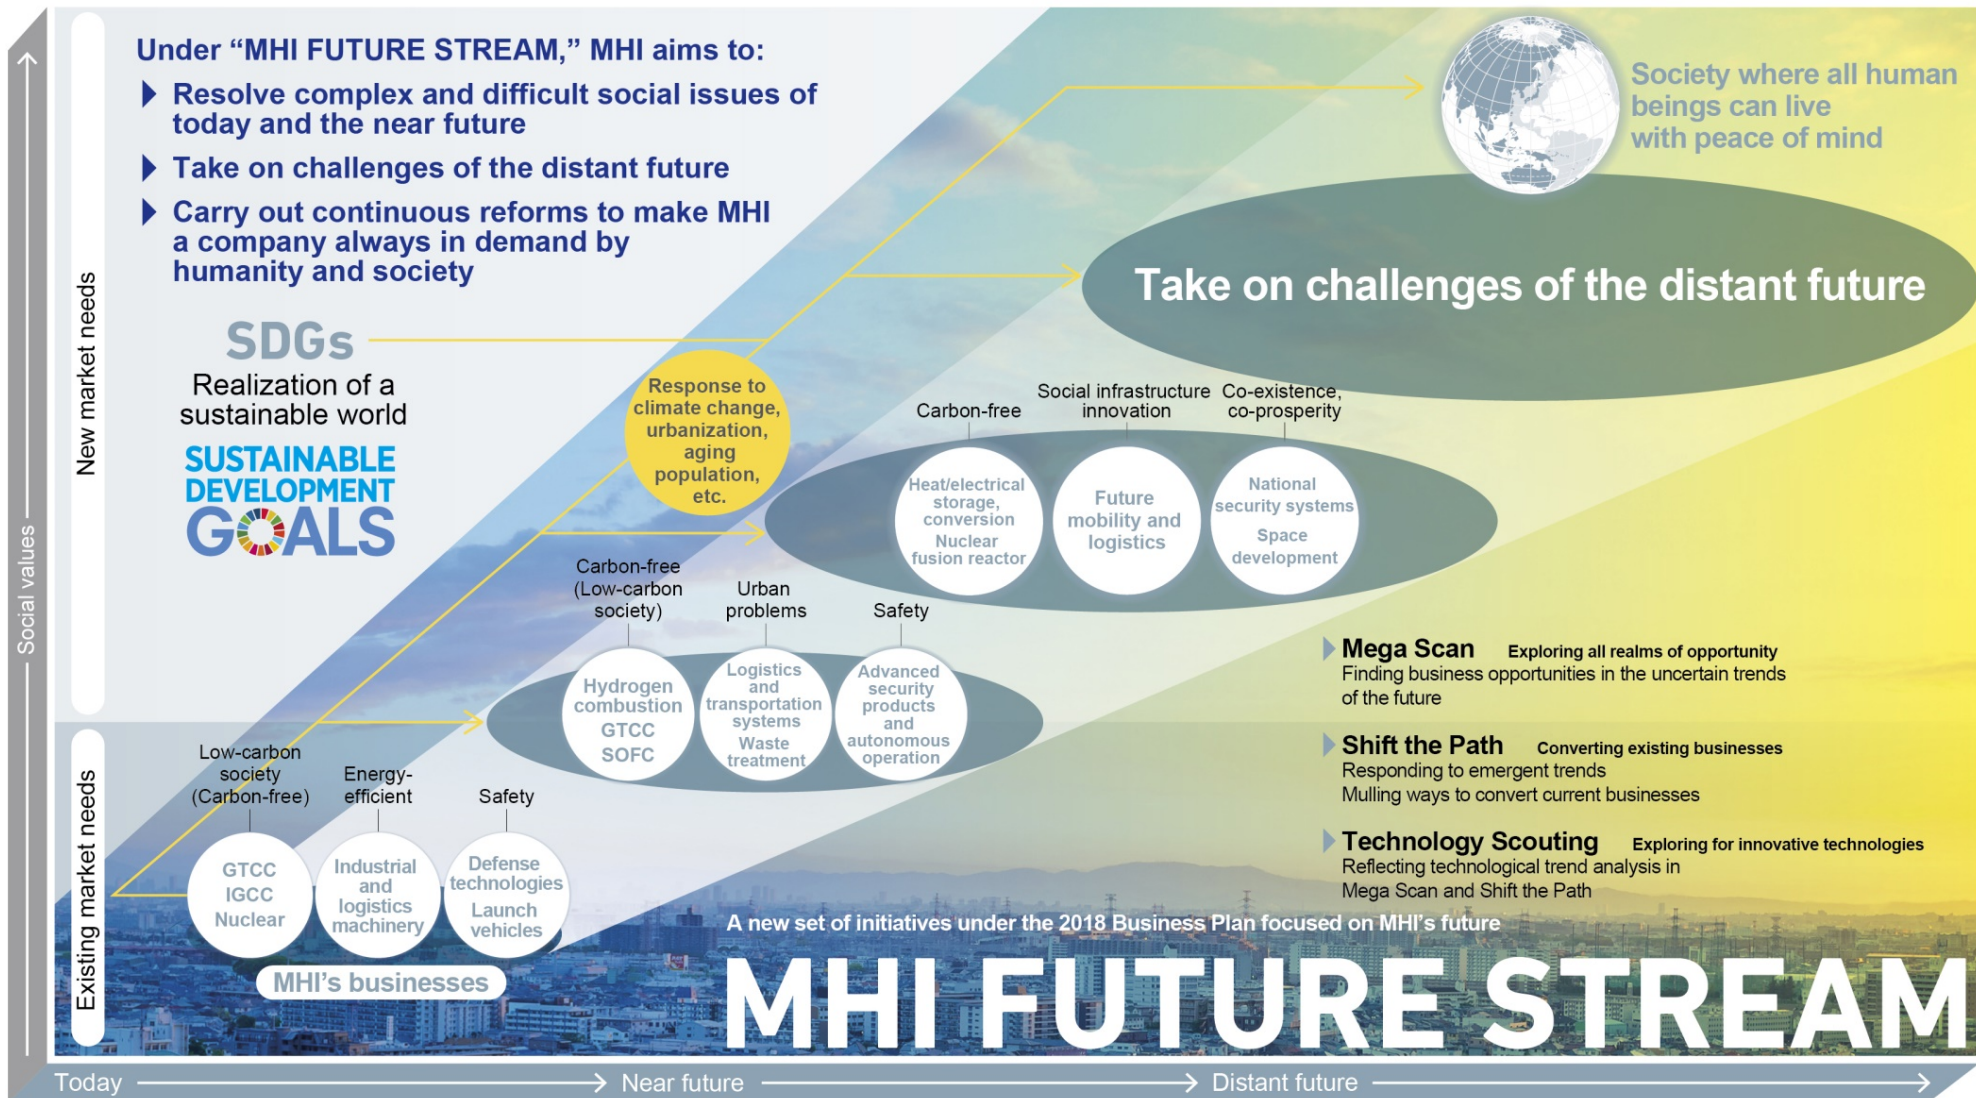 Under “MHI FUTURE STREAM,” MHI aims to:
Resolve complex and difficult social issues of
today and the near future
Take on challenges of the distant future
Carry out continuous reforms to make MHI
a company always in demand by
humanity and society
SDGs
Realization of a
sustainable world
SUSTAINABLE
DEVELOPMENT
GOALS
Society where all human
beings can live
with peace of mind
Take on challenges of the distant future
Response to
climate change,
urbanization,
aging
population,
etc.
Carbon-free
Heat/electrical
storage,
conversion
Nuclear
fusion reactor
Social infrastructure
innovation
Future
mobility and
logistics
Co-existence,
co-prosperity
National
security systems
Space
development
Carbon-free
(Low-carbon
society)
Hydrogen
combustion
GTCC
SOFC
Urban
problems
Logistics
and
transportation
systems
Waste
treatment
Safety
Advanced
security
products
and
autonomous
operation
Low-carbon
society
(Carbon-free)
GTCC
IGCC
Nuclear
Energy-
efficient
Industrial
and
logistics
machinery
Safety
Defense
technologies
Launch
vehicles
MHI’s businesses
Mega Scan Exploring all realms of opportunity
Finding business opportunities in the uncertain trends
of the future
Shift the Path Converting existing businesses
Responding to emergent trends
Mulling ways to convert current businesses
Technology Scouting Exploring for innovative technologies
Reflecting technological trend analysis in
Mega Scan and Shift the Path
A new set of initiatives under the 2018 Business Plan focused on MHI’s future
MHI FUTURE STREAM
Social values
New market needs
Existing market needs
Today
Near future
Distant future